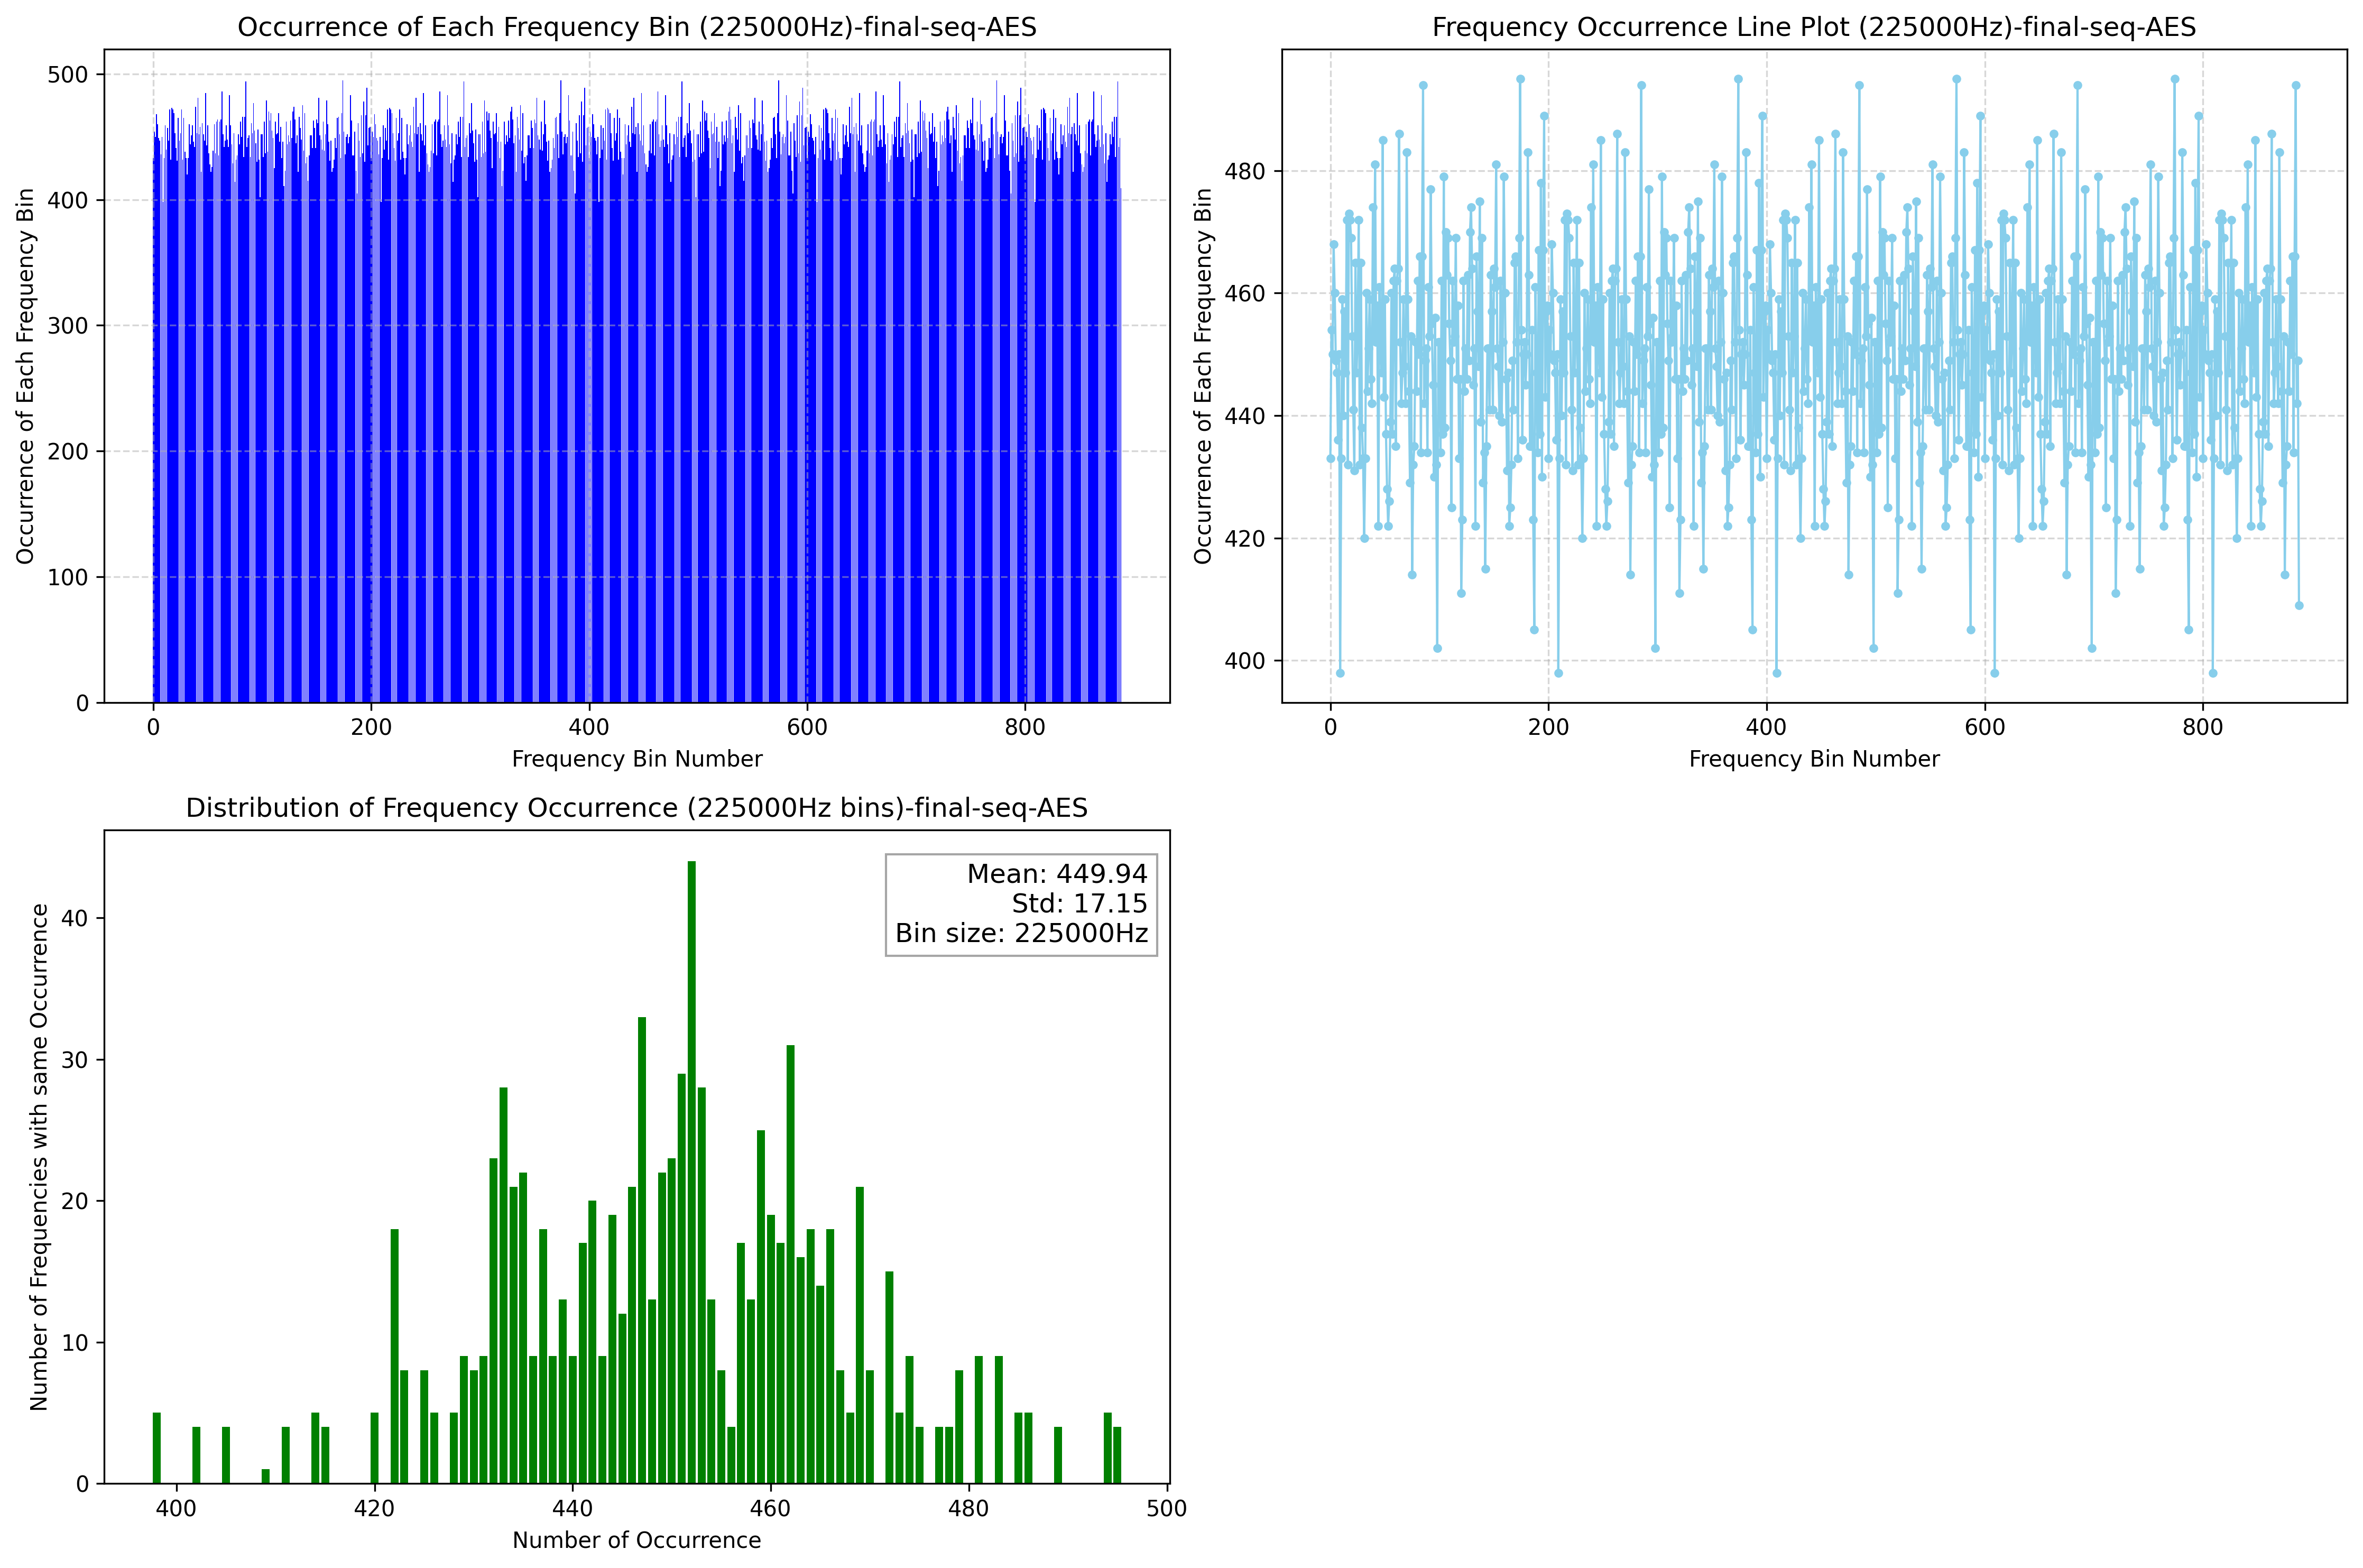 Occurrence of Each Frequency Bin (225000Hz)-final-seq-AES
Occurrence of Each Frequency Bin
500
400
300
200
100
0
0 200 400 600 800
Frequency Bin Number
Frequency Occurrence Line Plot (225000Hz)-final-seq-AES
Occurrence of Each Frequency Bin
480
460
440
420
400
0 200 400 600 800
Frequency Bin Number
Distribution of Frequency Occurrence (225000Hz bins)-final-seq-AES
Number of Frequencies with same Occurrence
Mean: 449.94
Std: 17.15
Bin size: 225000Hz
40
30
20
10
0
400 420 440 460 480 500
Number of Occurrence